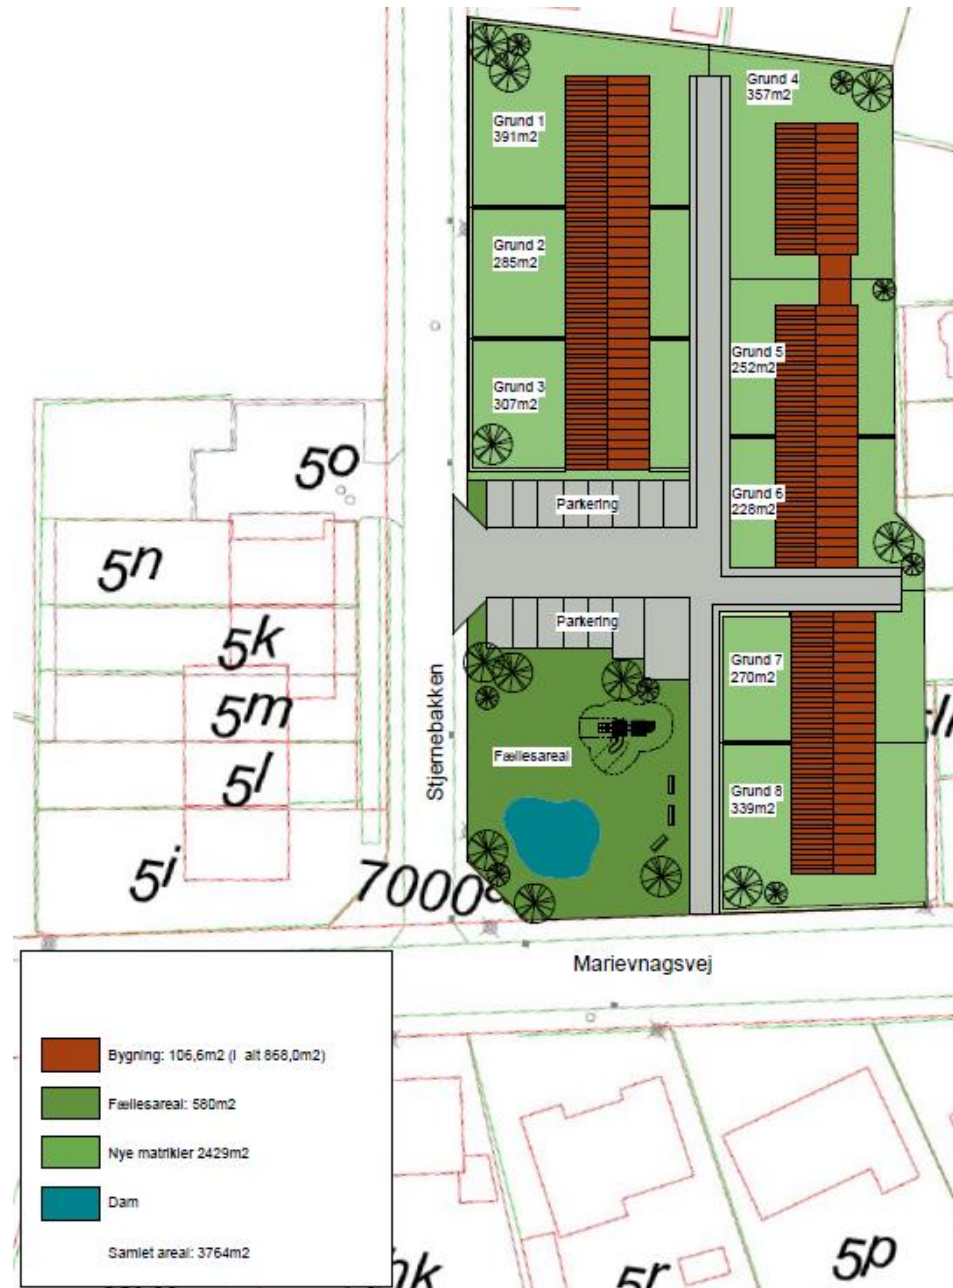 Grund 4
357m2
Grund 1
391m2
Grund 2
285m2
Grund 5
252m2
Grund 3
307m2
5o
Grund 6
228m2
Parkering
5n
5k
Parkering
Grund 7
270m2
5m
Stjernebakken
Fællesareal
5l
Grund 8
339m2
5i
7000
Marievnagsvej
Bygning: 106,6m2 (I alt 868,0m2)
Fællesareal: 580m2
Nye matrikler 2429m2
Dam
Samlet areal: 3764m2
5r
5p